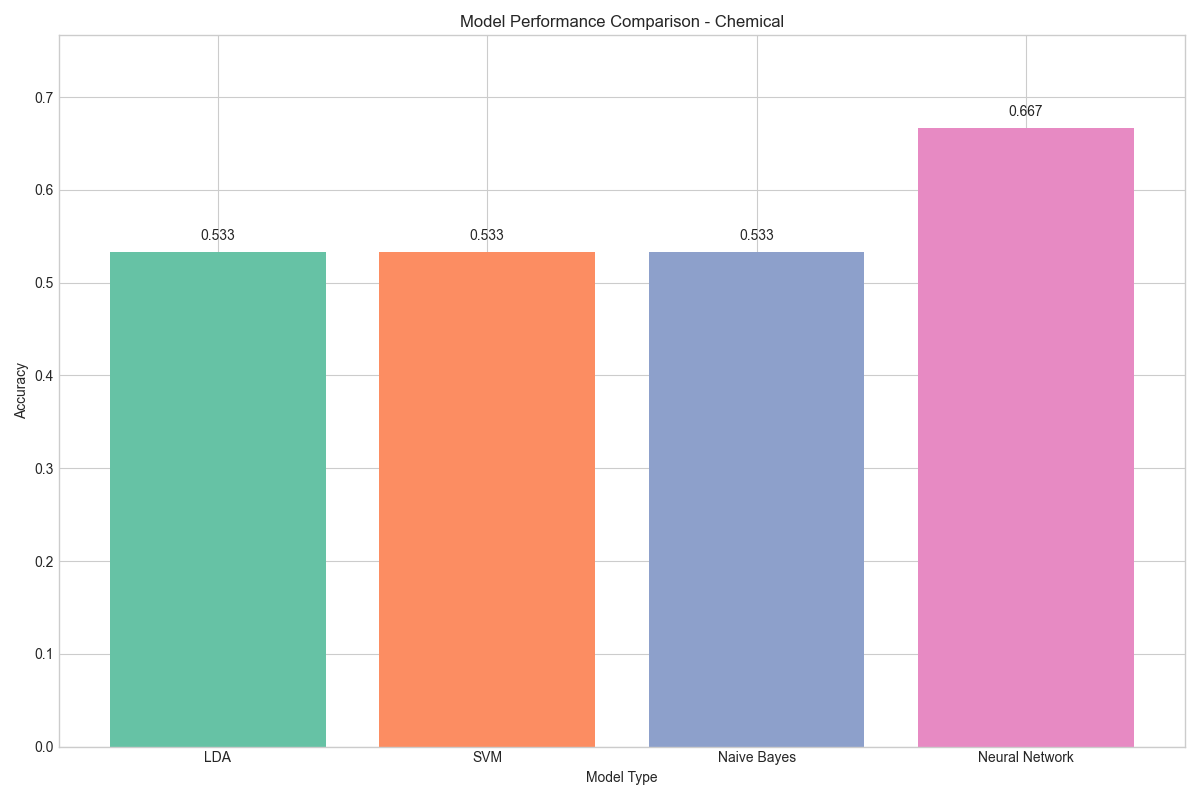 Model Performance Comparison - Chemical
0.7
0.6
0.5
0.4
0.3
0.2
0.1
0.0
Accuracy
0.533
0.533
0.533
0.667
LDA
SVM
Naive Bayes
Neural Network
Model Type